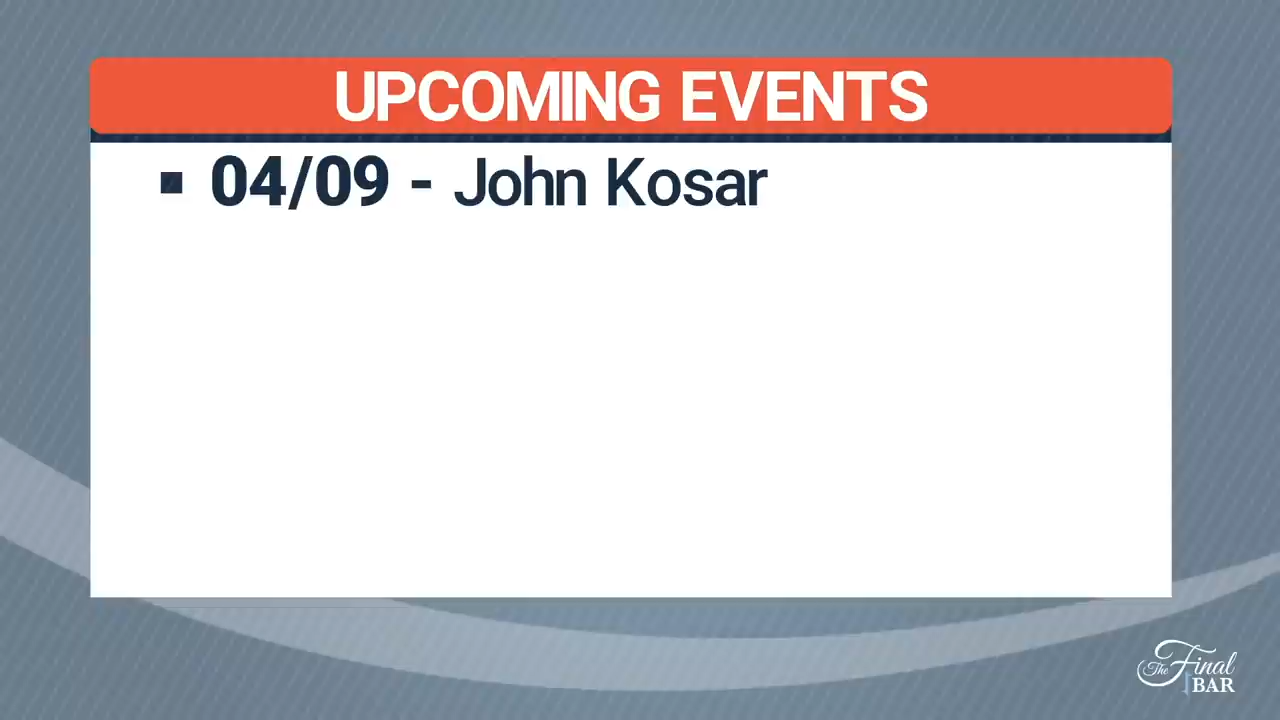 UPCOMING EVENTS
▪ 04/09 - John Kosar
The Final
BAR